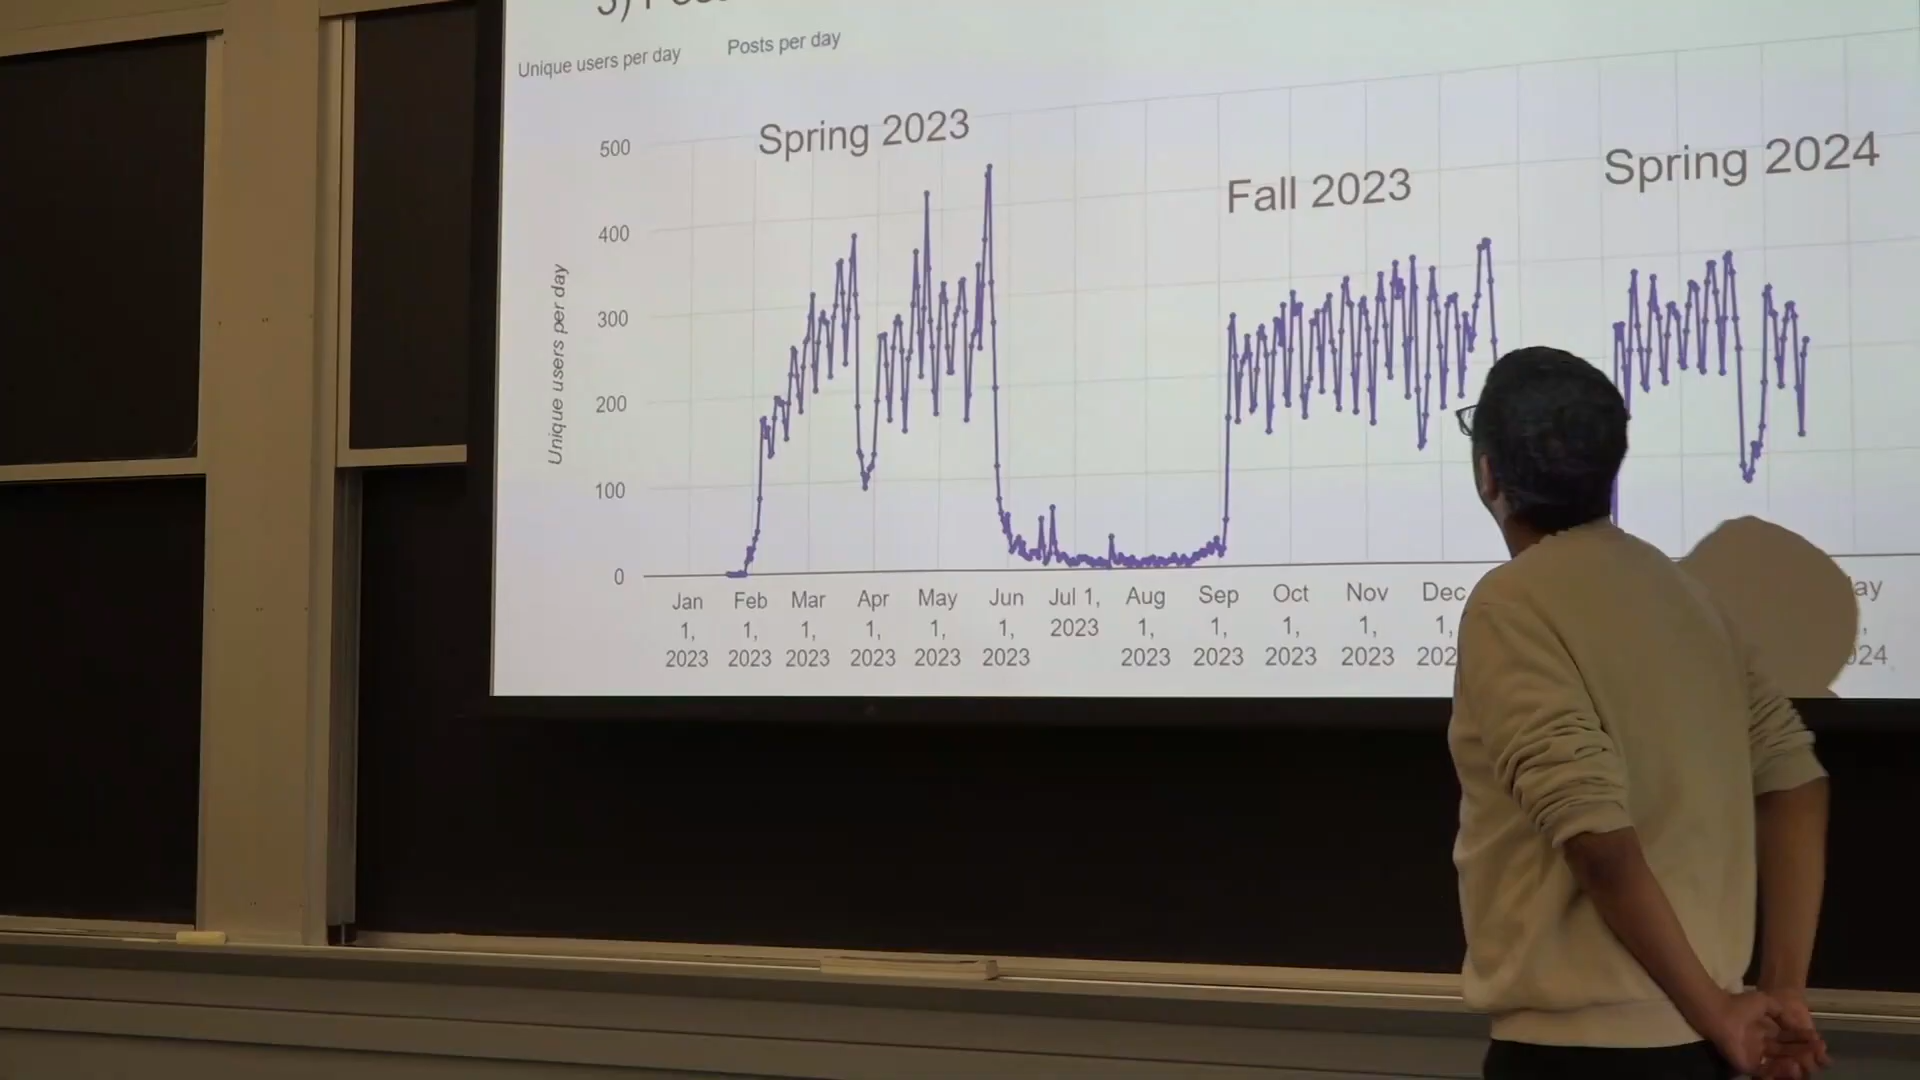 Unique users per day
Posts per day
Spring 2023
Fall 2023
Spring 2024
500
400
300
200
100
0
Unique users per day
Jan 1, 2023
Feb 1, 2023
Mar 1, 2023
Apr 1, 2023
May 1, 2023
Jun 1, 2023
Jul 1, 2023
Aug 1, 2023
Sep 1, 2023
Oct 1, 2023
Nov 1, 2023
Dec 1,